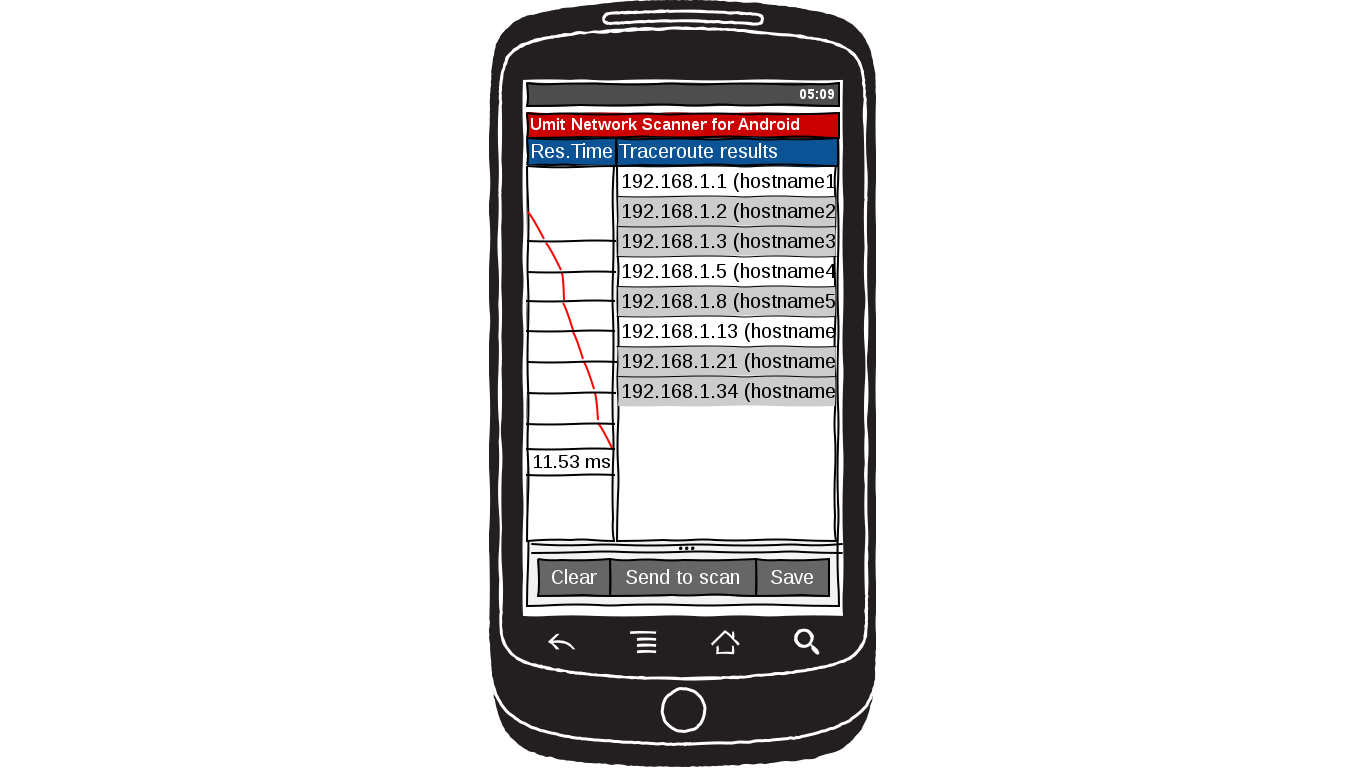 05:09
Umit Network Scanner for Android
Res.Time Traceroute results
192.168.1.1 (hostname1
192.168.1.2 (hostname2
192.168.1.3 (hostname3
192.168.1.5 (hostname4
192.168.1.8 (hostname5
192.168.1.13 (hostname
192.168.1.21 (hostname
192.168.1.34 (hostname
11.53 ms
Clear Send to scan Save